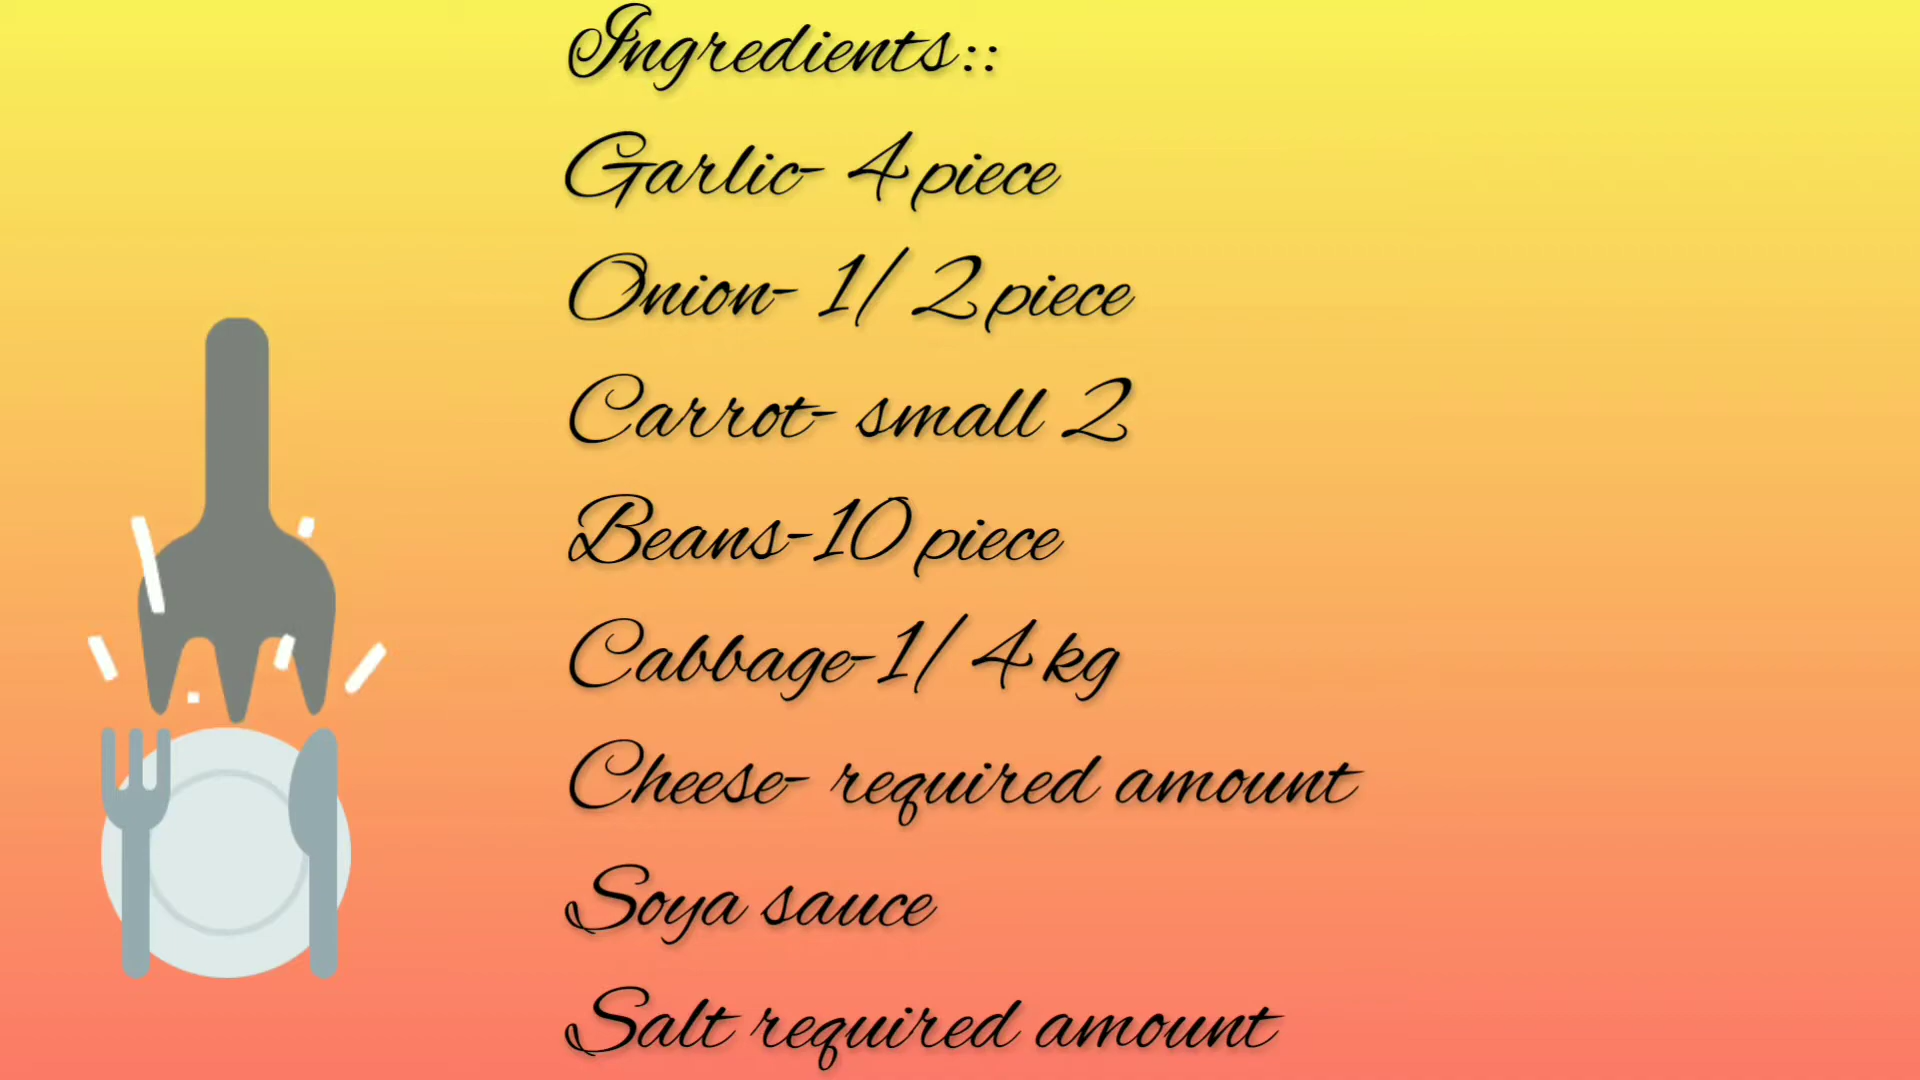 Ingredients::
Garlic- 4 piece
Onion- 1/2 piece
Carrot- small 2
Beans-10 piece
Cabbage-1/4 kg
Cheese- required amount
Soya sauce
Salt required amount